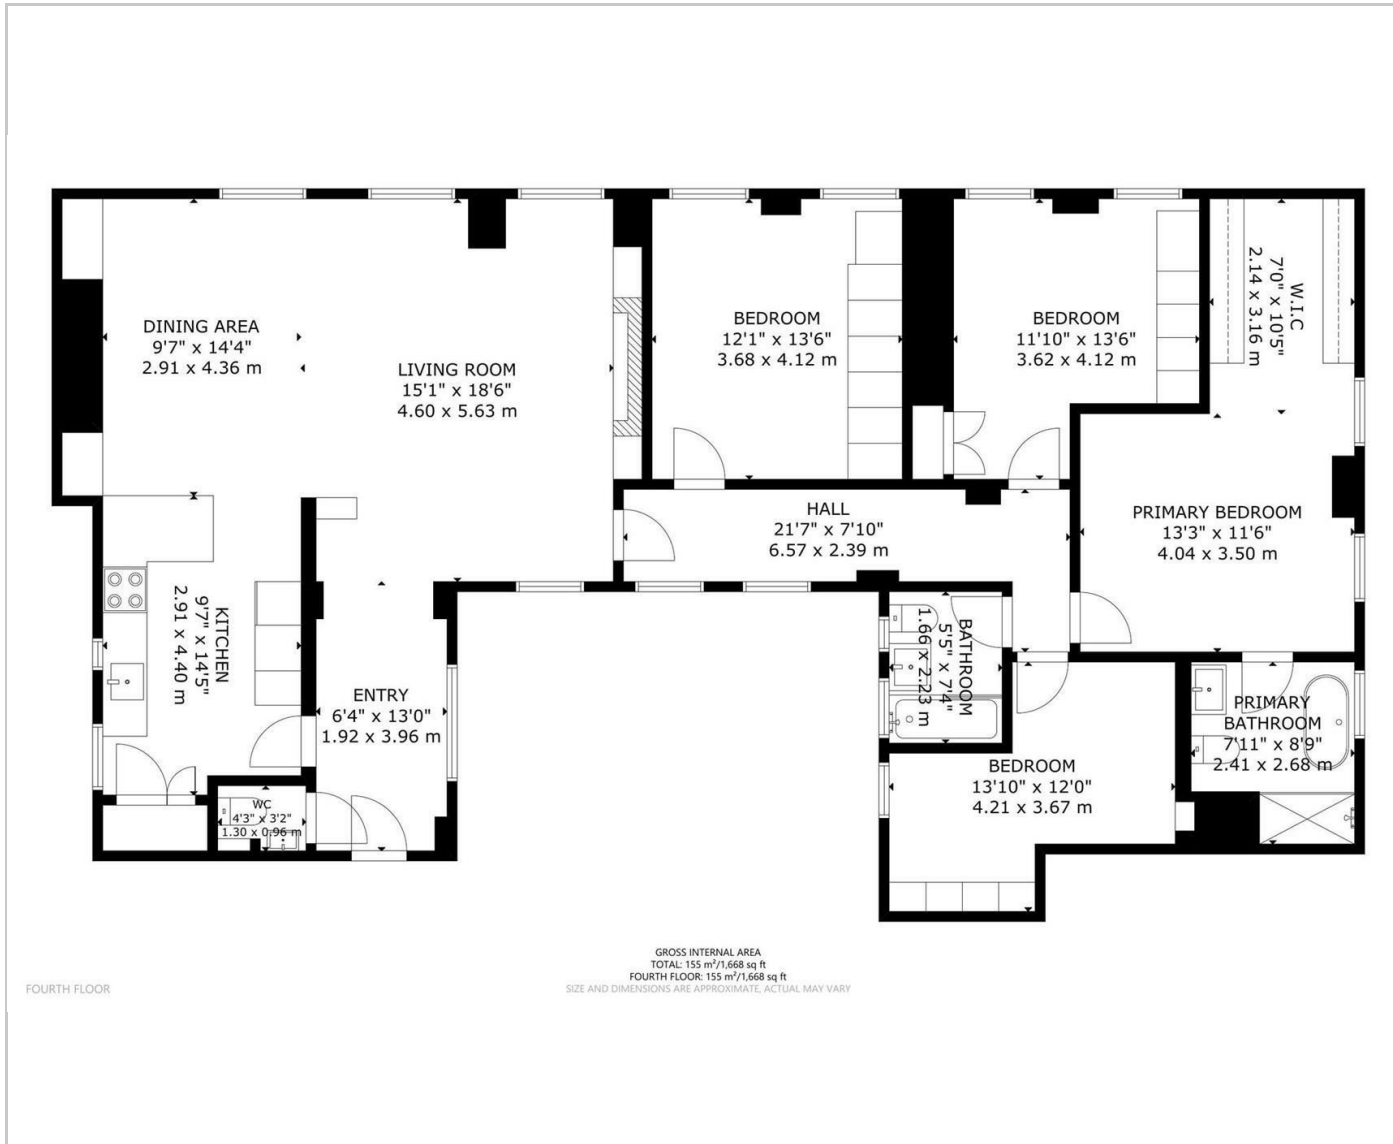 DINING AREA
9'7" x 14'4"
2.91 x 4.36 m
LIVING ROOM
15'1" x 18'6"
4.60 x 5.63 m
BEDROOM
12'1" x 13'6"
3.68 x 4.12 m
BEDROOM
11'10" x 13'6"
3.62 x 4.12 m
W.I.C
7'0" x 10'5"
2.14 x 3.16 m
HALL
21'7" x 7'10"
6.57 x 2.39 m
PRIMARY BEDROOM
13'3" x 11'6"
4.04 x 3.50 m
KITCHEN
9'7" x 14'5"
2.91 x 4.40 m
ENTRY
6'4" x 13'0"
1.92 x 3.96 m
BATHROOM
5'5" x 7'4"
1.66 x 2.23 m
PRIMARY
BATHROOM
7'11" x 8'9"
2.41 x 2.68 m
BEDROOM
13'10" x 12'0"
4.21 x 3.67 m
WC
4'3" x 3'2"
1.30 x 0.96 m
GROSS INTERNAL AREA
TOTAL: 155 m²/1,668 sq ft
FOURTH FLOOR: 155 m²/1,668 sq ft
SIZE AND DIMENSIONS ARE APPROXIMATE, ACTUAL MAY VARY
FOURTH FLOOR